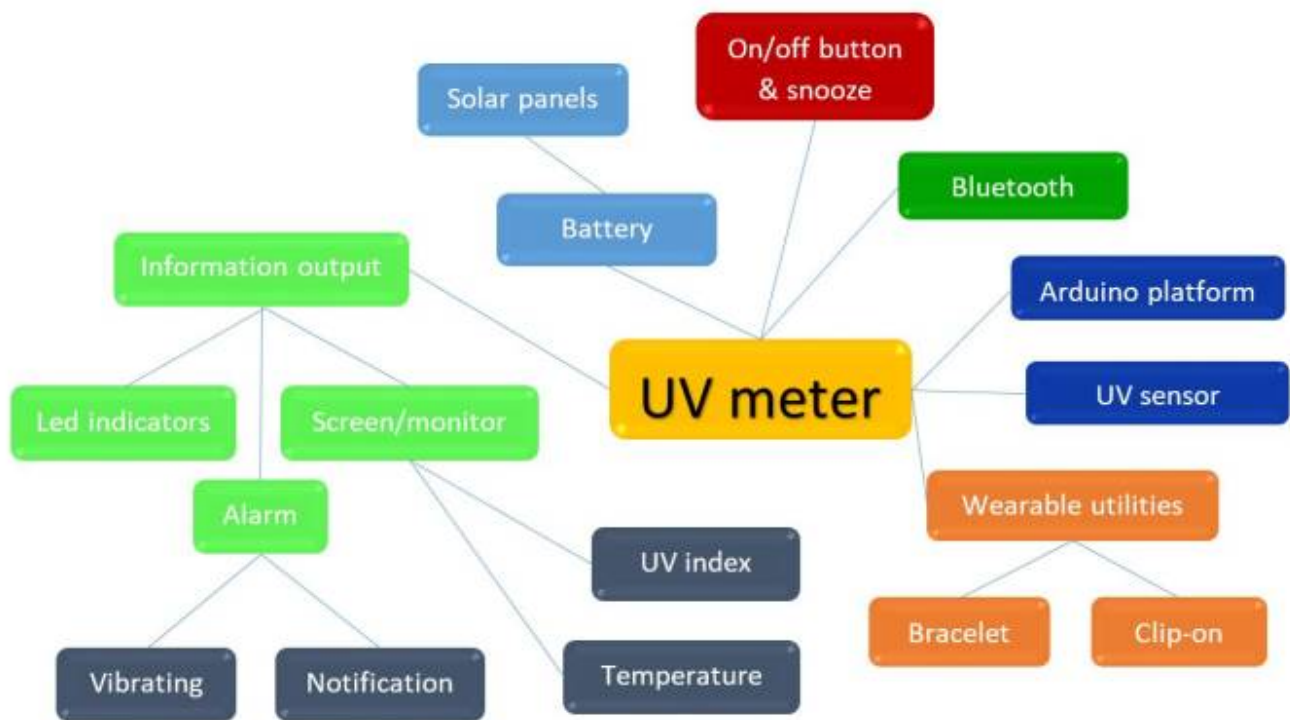 On/off button
& snooze
Solar panels
Bluetooth
Battery
Information output
Arduino platform
UV meter
UV sensor
Led indicators
Screen/monitor
Wearable utilities
Alarm
UV index
Bracelet
Clip-on
Vibrating
Notification
Temperature